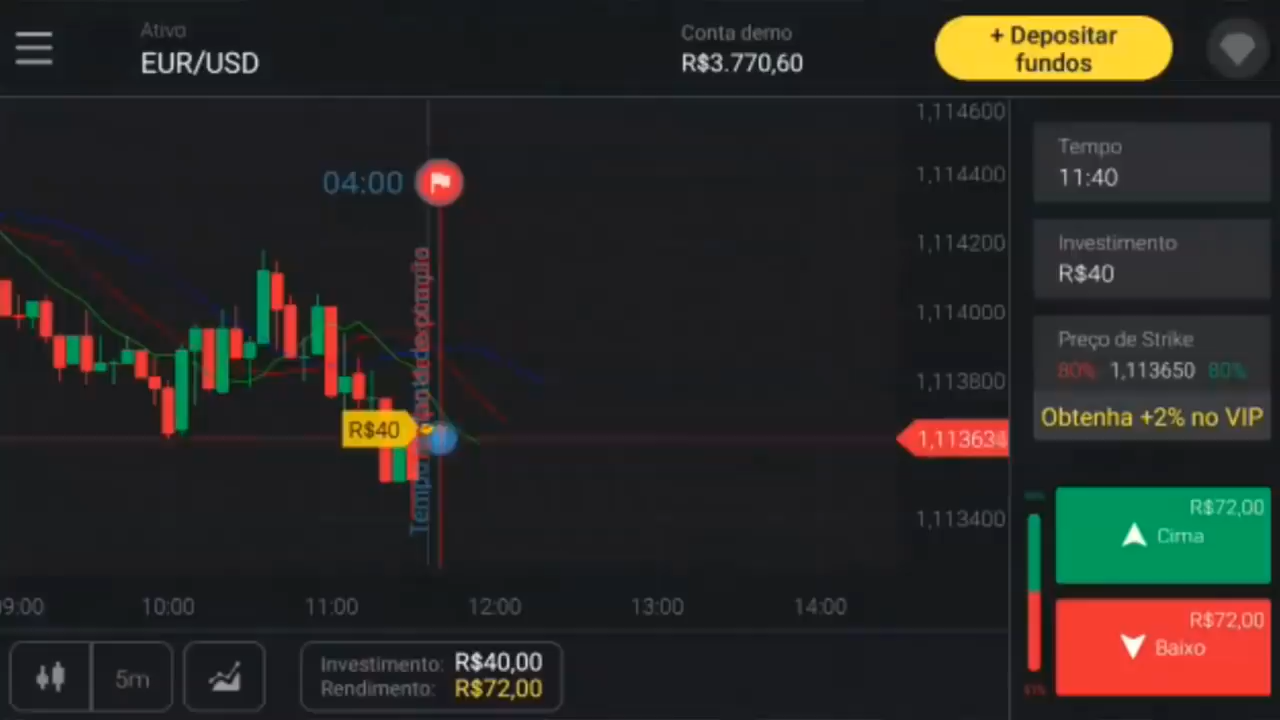 Ativo
EUR/USD
Conta demo
R$3.770,60
+ Depositar
fundos
1,114600
1,114400
1,114200
1,114000
1,113800
1,113634
1,113400
04:00
R$40
09:00
10:00
11:00
12:00
13:00
14:00
5m
Investimento: R$40,00
Rendimento: R$72,00
Tempo
11:40
Investimento
R$40
Preço de Strike
80% 1,113650 80%
Obtenha +2% no VIP
R$72,00
Cima
R$72,00
Baixo